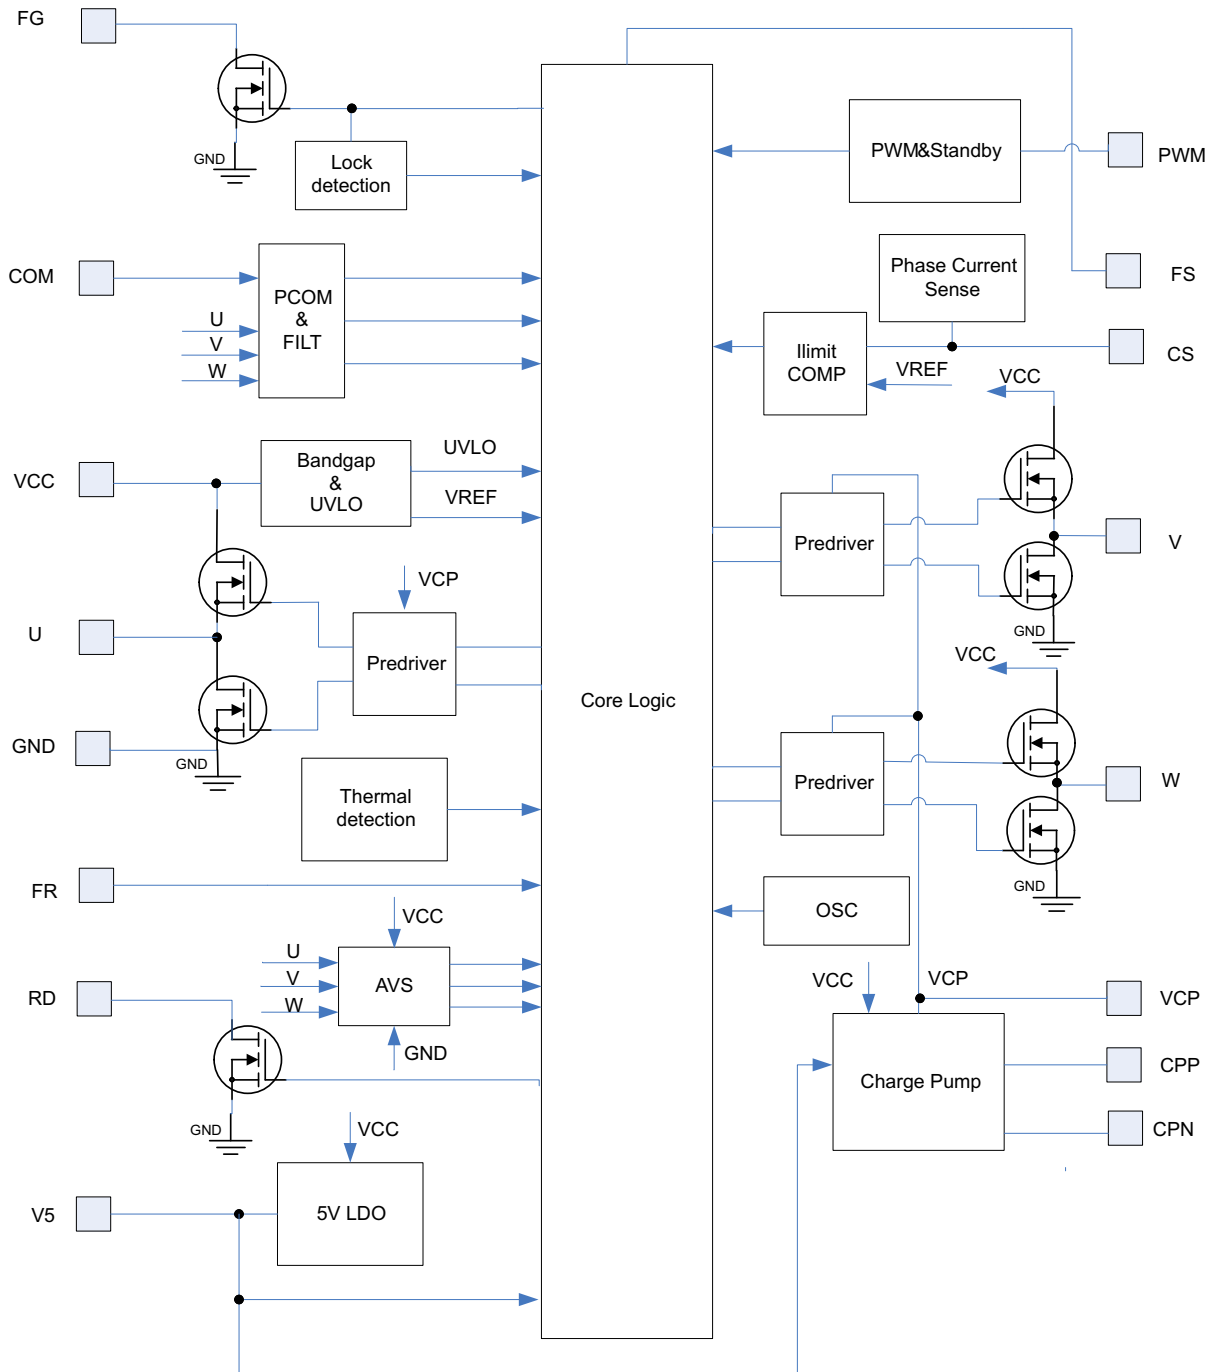 FG
GND
Lock
detection
PWM&Standby
PWM
COM
PCOM
&
FILT
U
V
W
Phase Current
Sense
FS
Ilimit
COMP
VREF
CS
VCC
VCC
Bandgap
&
UVLO
UVLO
VREF
Predriver
V
GND
VCP
U
Predriver
Core Logic
VCC
GND
GND
Predriver
W
GND
Thermal
detection
FR
OSC
VCC
U
V
W
AVS
GND
RD
GND
VCC
VCP
VCP
Charge Pump
CPP
CPN
VCC
V5
5V LDO